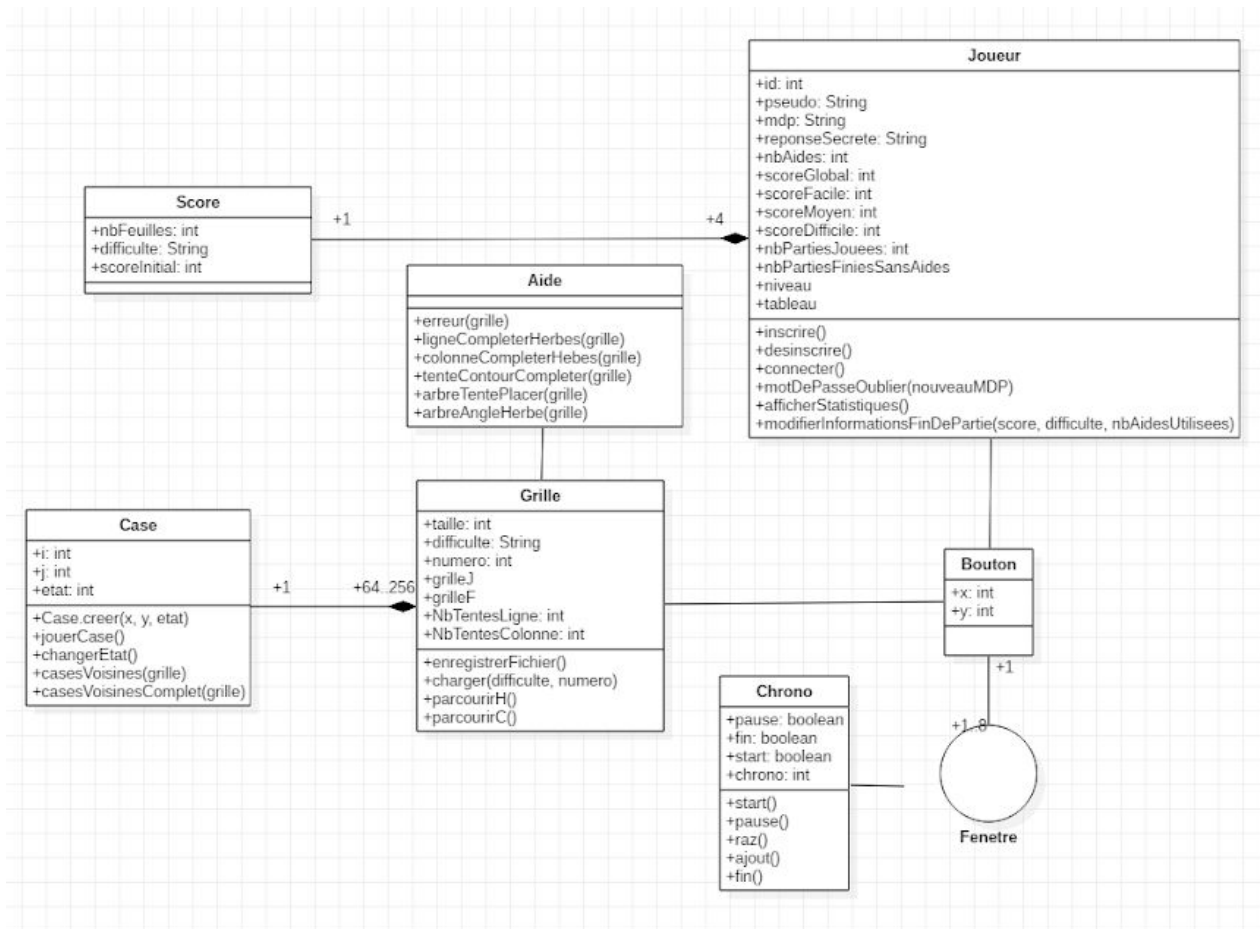 Joueur
+id: int
+pseudo: String
+mdp: String
+reponseSecrete: String
+nbAides: int
+scoreGlobal: int
+scoreFacile: int
+scoreMoyen: int
+scoreDifficile: int
+nbPartiesJouees: int
+nbPartiesFiniesSansAides
+niveau
+tableau
+inscrire()
+desinscrire()
+connecter()
+motDePasseOublier(nouveauMDP)
+afficherStatistiques()
+modifierInformationsFinDePartie(score, difficulte, nbAidesUtilisees)
Score
+nbFeuilles: int
+difficulte: String
+scoreInitial: int
+1
+4
Aide
+erreur(grille)
+ligneCompleterHerbes(grille)
+colonneCompleterHebes(grille)
+tenteContourCompleter(grille)
+arbreTentePlacer(grille)
+arbreAngleHerbe(grille)
Grille
+taille: int
+difficulte: String
+numero: int
+grilleJ
+grilleF
+NbTentesLigne: int
+NbTentesColonne: int
+enregistrerFichier()
+charger(difficulte, numero)
+parcourirH()
+parcourirC()
Case
+i: int
+j: int
+etat: int
+Case.creer(x, y, etat)
+jouerCase()
+changerEtat()
+casesVoisines(grille)
+casesVoisinesComplet(grille)
+1
+64..256
Bouton
+x: int
+y: int
+1
+1..8
Fenetre
Chrono
+pause: boolean
+fin: boolean
+start: boolean
+chrono: int
+start()
+pause()
+raz()
+ajout()
+fin()